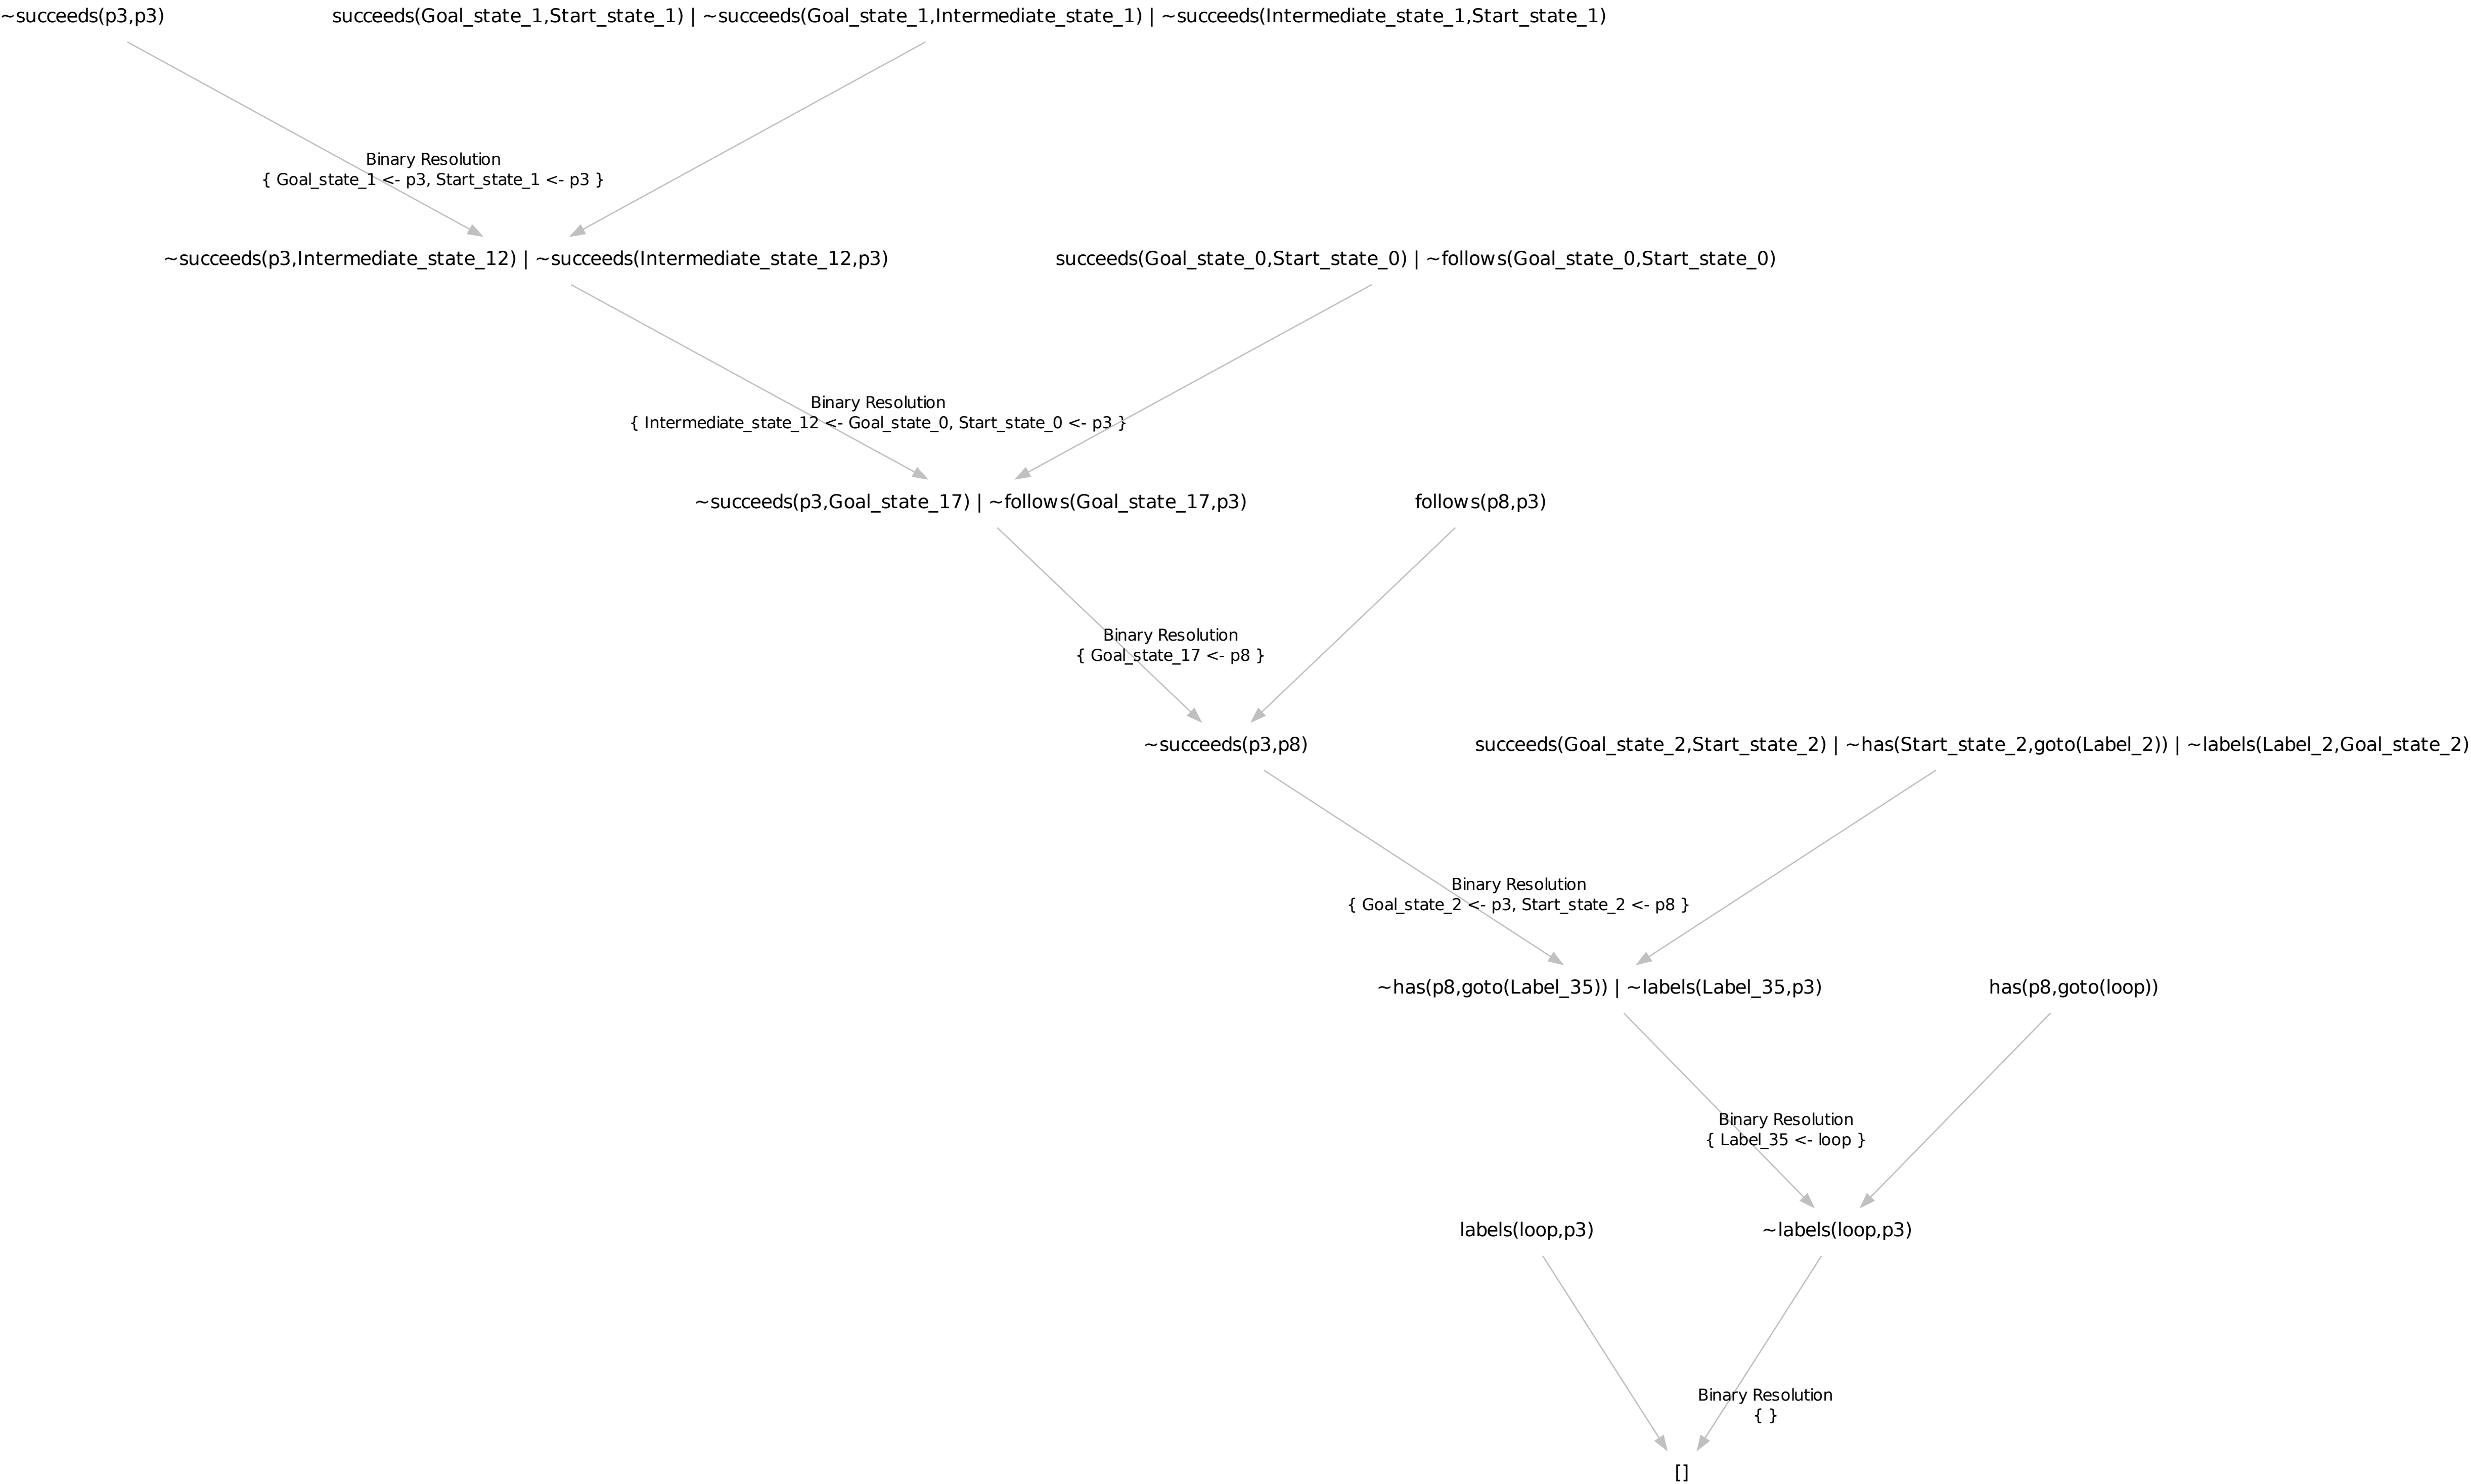 ~succeeds(p3,p3)
succeeds(Goal_state_1,Start_state_1) | ~succeeds(Goal_state_1,Intermediate_state_1) | ~succeeds(Intermediate_state_1,Start_state_1)
Binary Resolution
{ Goal_state_1 <- p3, Start_state_1 <- p3 }
~succeeds(p3,Intermediate_state_12) | ~succeeds(Intermediate_state_12,p3)
succeeds(Goal_state_0,Start_state_0) | ~follows(Goal_state_0,Start_state_0)
Binary Resolution
{ Intermediate_state_12 <- Goal_state_0, Start_state_0 <- p3 }
~succeeds(p3,Goal_state_17) | ~follows(Goal_state_17,p3)
follows(p8,p3)
Binary Resolution
{ Goal_state_17 <- p8 }
~succeeds(p3,p8)
succeeds(Goal_state_2,Start_state_2) | ~has(Start_state_2,goto(Label_2)) | ~labels(Label_2,Goal_state_2)
Binary Resolution
{ Goal_state_2 <- p3, Start_state_2 <- p8 }
~has(p8,goto(Label_35)) | ~labels(Label_35,p3)
has(p8,goto(loop))
Binary Resolution
{ Label_35 <- loop }
labels(loop,p3)
~labels(loop,p3)
Binary Resolution
{ }
[]